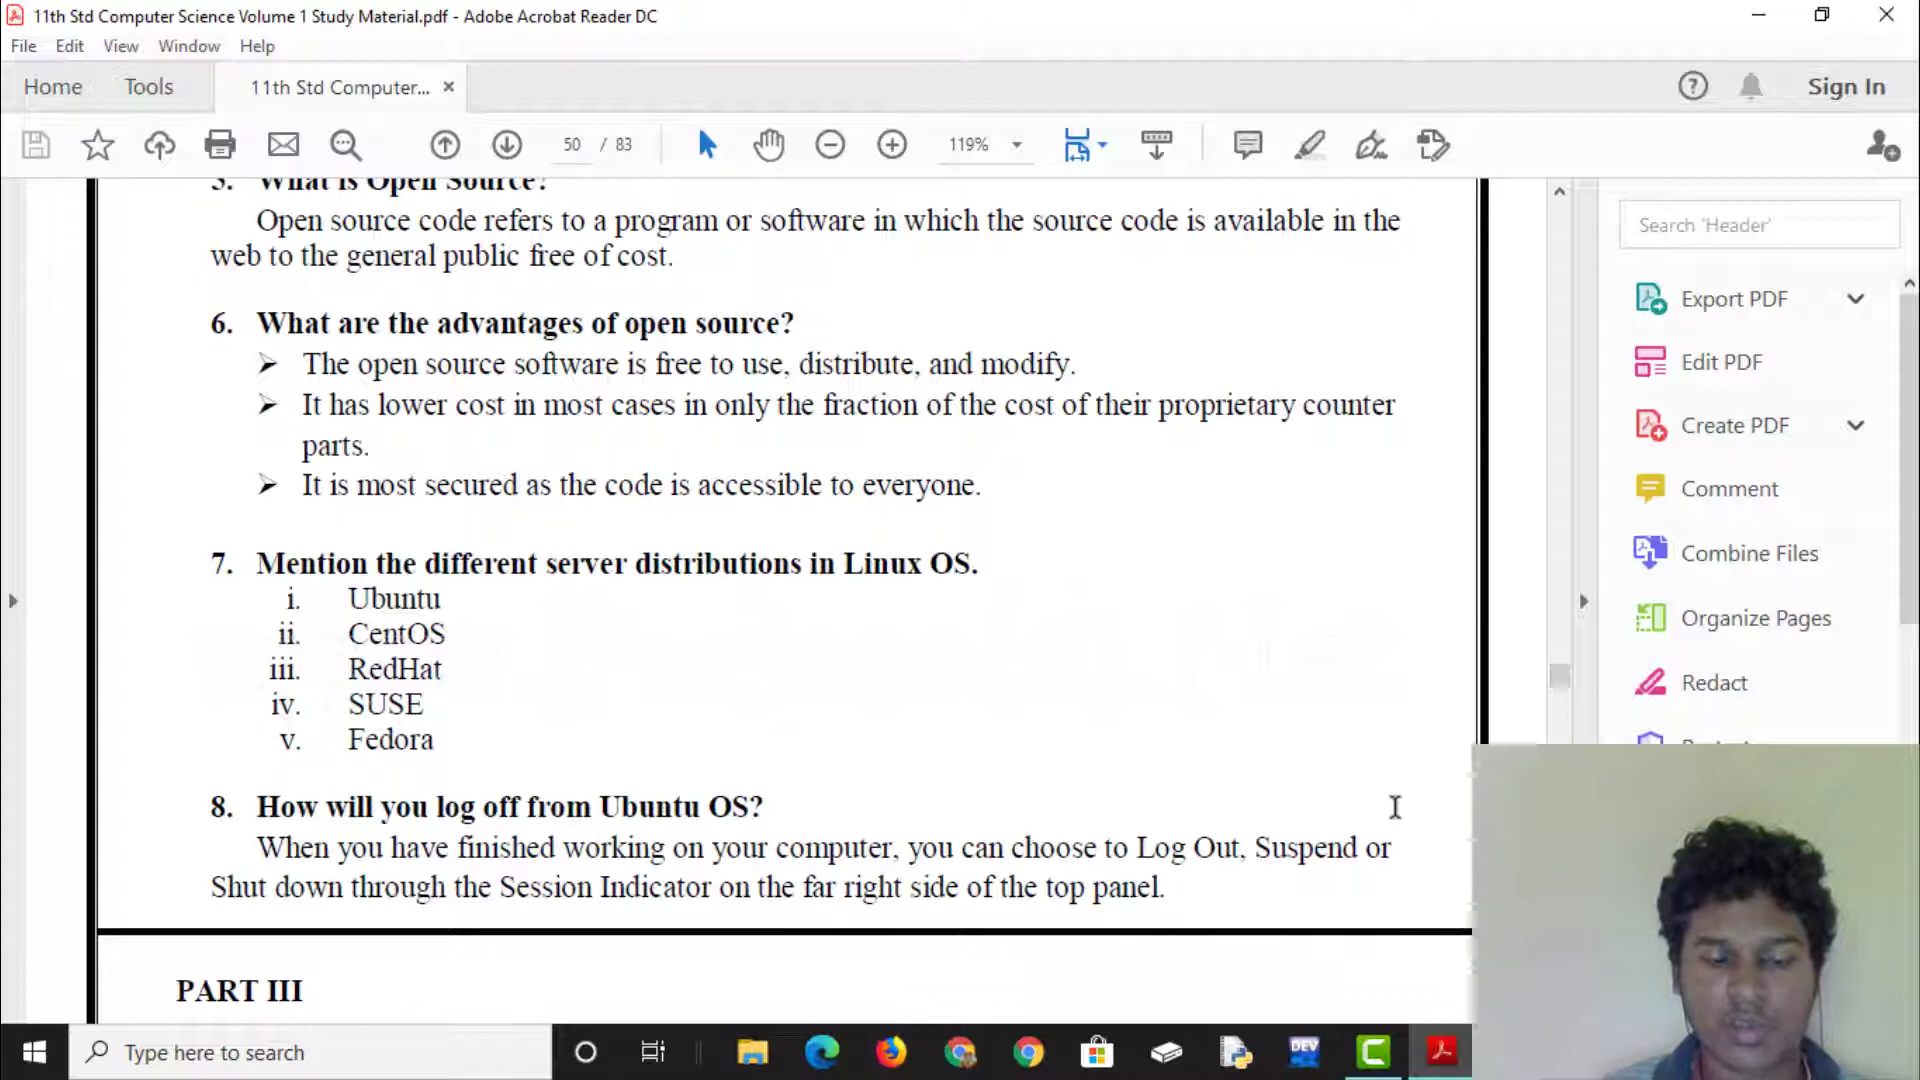 11th Std Computer Science Volume 1 Study Material.pdf - Adobe Acrobat Reader DC
File Edit View Window Help
Home Tools 11th Std Computer... Sign In
50 / 83 119%
What is Open Source?
Open source code refers to a program or software in which the source code is available in the
web to the general public free of cost.
6. What are the advantages of open source?
➢ The open source software is free to use, distribute, and modify.
➢ It has lower cost in most cases in only the fraction of the cost of their proprietary counter
parts.
➢ It is most secured as the code is accessible to everyone.
7. Mention the different server distributions in Linux OS.
i. Ubuntu
ii. CentOS
iii. RedHat
iv. SUSE
v. Fedora
8. How will you log off from Ubuntu OS?
When you have finished working on your computer, you can choose to Log Out, Suspend or
Shut down through the Session Indicator on the far right side of the top panel.
PART III
Search 'Header'
Export PDF
Edit PDF
Create PDF
Comment
Combine Files
Organize Pages
Redact
Type here to search
DEV